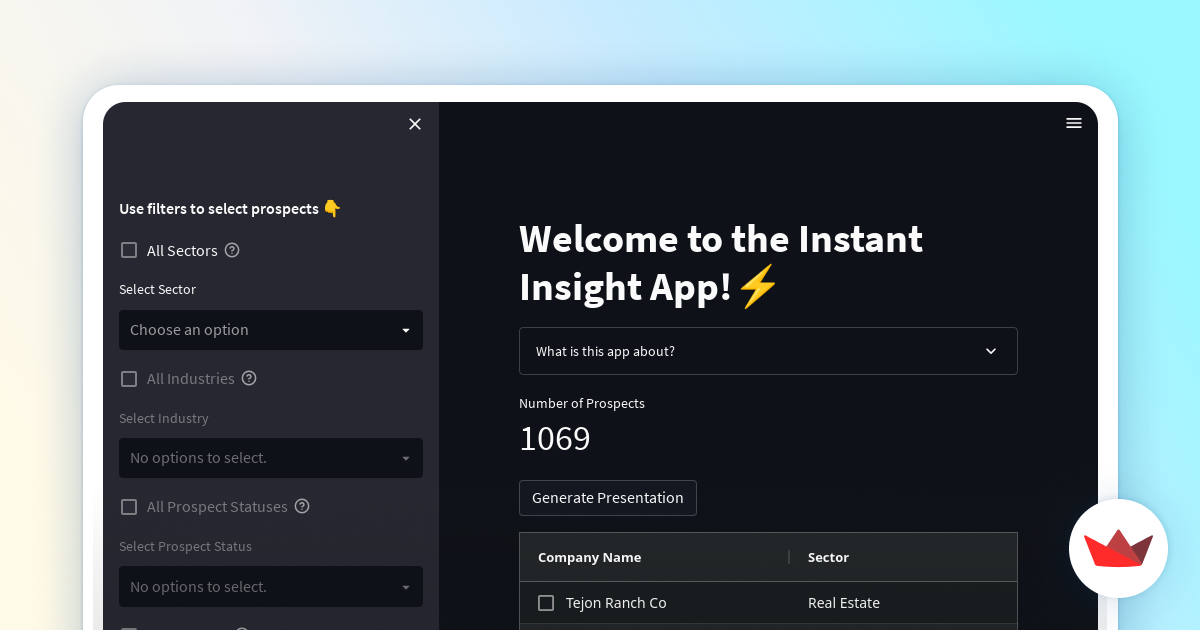 Use filters to select prospects 👇
All Sectors
Select Sector
Choose an option
All Industries
Select Industry
No options to select.
All Prospect Statuses
Select Prospect Status
No options to select.
Welcome to the Instant
Insight App!⚡
What is this app about?
Number of Prospects
1069
Generate Presentation
Company Name Sector
Tejon Ranch Co Real Estate